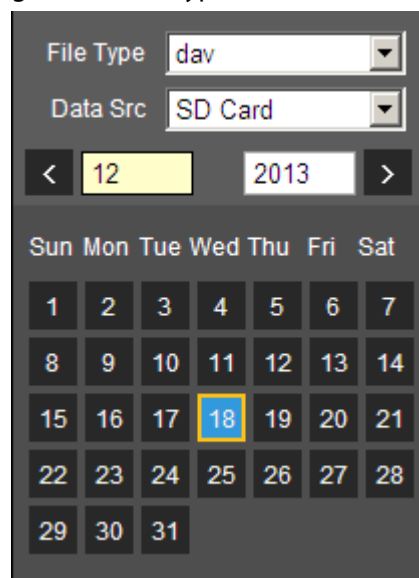 File Type dav
Data Src SD Card
< 12 2013 >
Sun Mon Tue Wed Thu Fri Sat
1 2 3 4 5 6 7
8 9 10 11 12 13 14
15 16 17 18 19 20 21
22 23 24 25 26 27 28
29 30 31